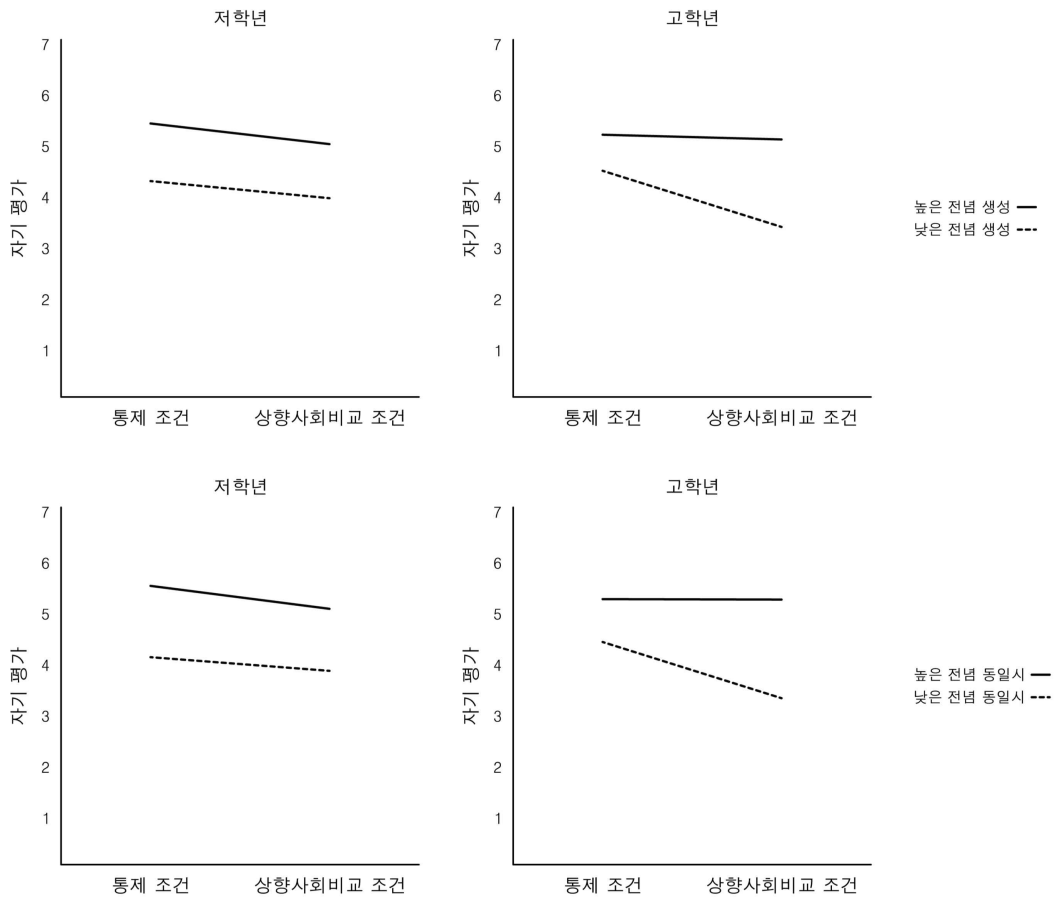 저학년
7
6
5
4
3
2
1
자기 평가
통제 조건
상향사회비교 조건
고학년
7
6
5
4
3
2
1
자기 평가
통제 조건
상향사회비교 조건
높은 전념 생성
낮은 전념 생성
저학년
7
6
5
4
3
2
1
자기 평가
통제 조건
상향사회비교 조건
고학년
7
6
5
4
3
2
1
자기 평가
통제 조건
상향사회비교 조건
높은 전념 동일시
낮은 전념 동일시